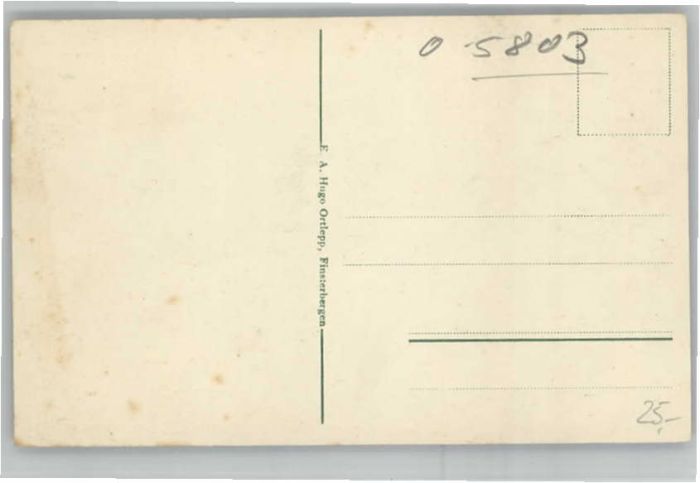 0 5803
E. A. Hugo Ortlepp, Finsterbergen
25,-